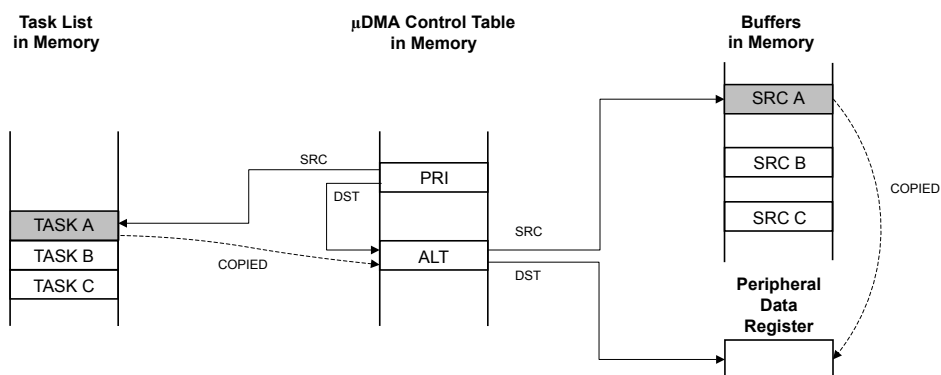 Task List
in Memory
µDMA Control Table
in Memory
Buffers
in Memory
SRC A
SRC
PRI
SRC B
COPIED
DST
TASK A
SRC
SRC C
ALT
TASK B
COPIED
DST
TASK C
Peripheral
Data
Register